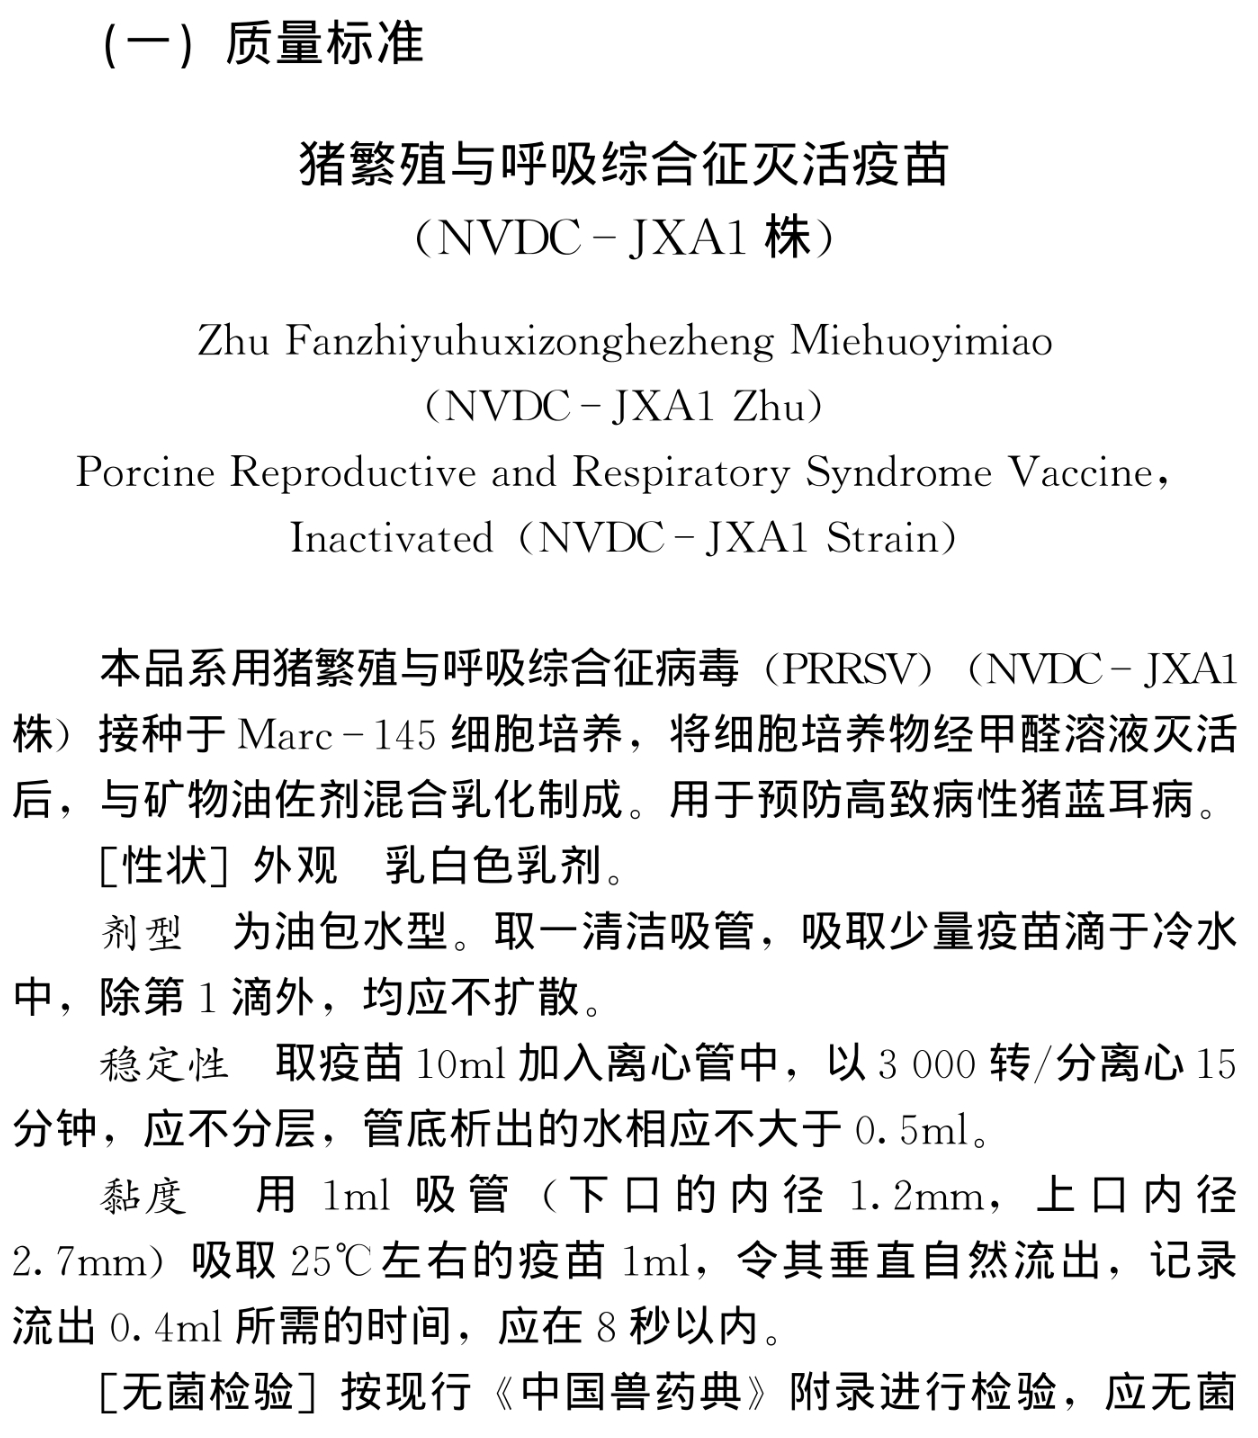 (一) 质量标准
猪繁殖与呼吸综合征灭活疫苗
(NVDC-JXA1 株)
Zhu Fanzhiyuhuxizonghezheng Miehuoyimiao
(NVDC-JXA1 Zhu)
Porcine Reproductive and Respiratory Syndrome Vaccine,
Inactivated (NVDC-JXA1 Strain)
本品系用猪繁殖与呼吸综合征病毒 (PRRSV) (NVDC-JXA1
株) 接种于 Marc-145 细胞培养，将细胞培养物经甲醛溶液灭活
后，与矿物油佐剂混合乳化制成。用于预防高致病性猪蓝耳病。
[性状] 外观　乳白色乳剂。
剂型　为油包水型。取一清洁吸管，吸取少量疫苗滴于冷水
中，除第 1 滴外，均应不扩散。
稳定性　取疫苗 10ml 加入离心管中，以 3 000 转/分离心 15
分钟，应不分层，管底析出的水相应不大于 0.5ml。
黏度　用 1ml 吸管 (下口的内径 1.2mm，上口内径
2.7mm) 吸取 25℃左右的疫苗 1ml，令其垂直自然流出，记录
流出 0.4ml 所需的时间，应在 8 秒以内。
[无菌检验] 按现行《中国兽药典》附录进行检验，应无菌